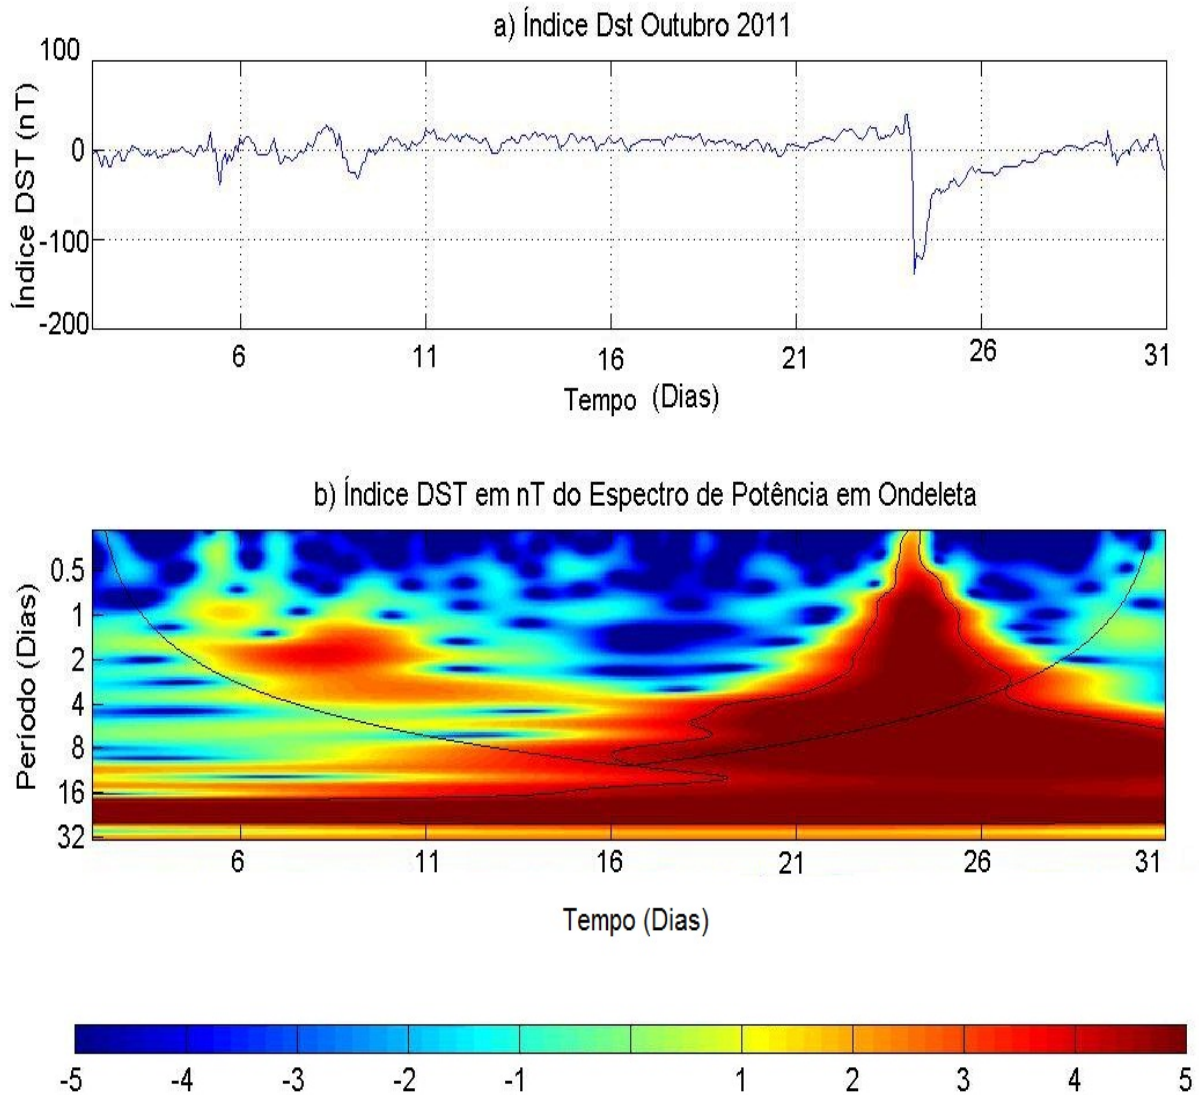 a) Índice Dst Outubro 2011
Índice DST (nT)
100
0
-100
-200
6 11 16 21 26 31
Tempo (Dias)
b) Índice DST em nT do Espectro de Potência em Ondeleta
Período (Dias)
0.5
1
2
4
8
16
32
6 11 16 21 26 31
Tempo (Dias)
-5 -4 -3 -2 -1 1 2 3 4 5